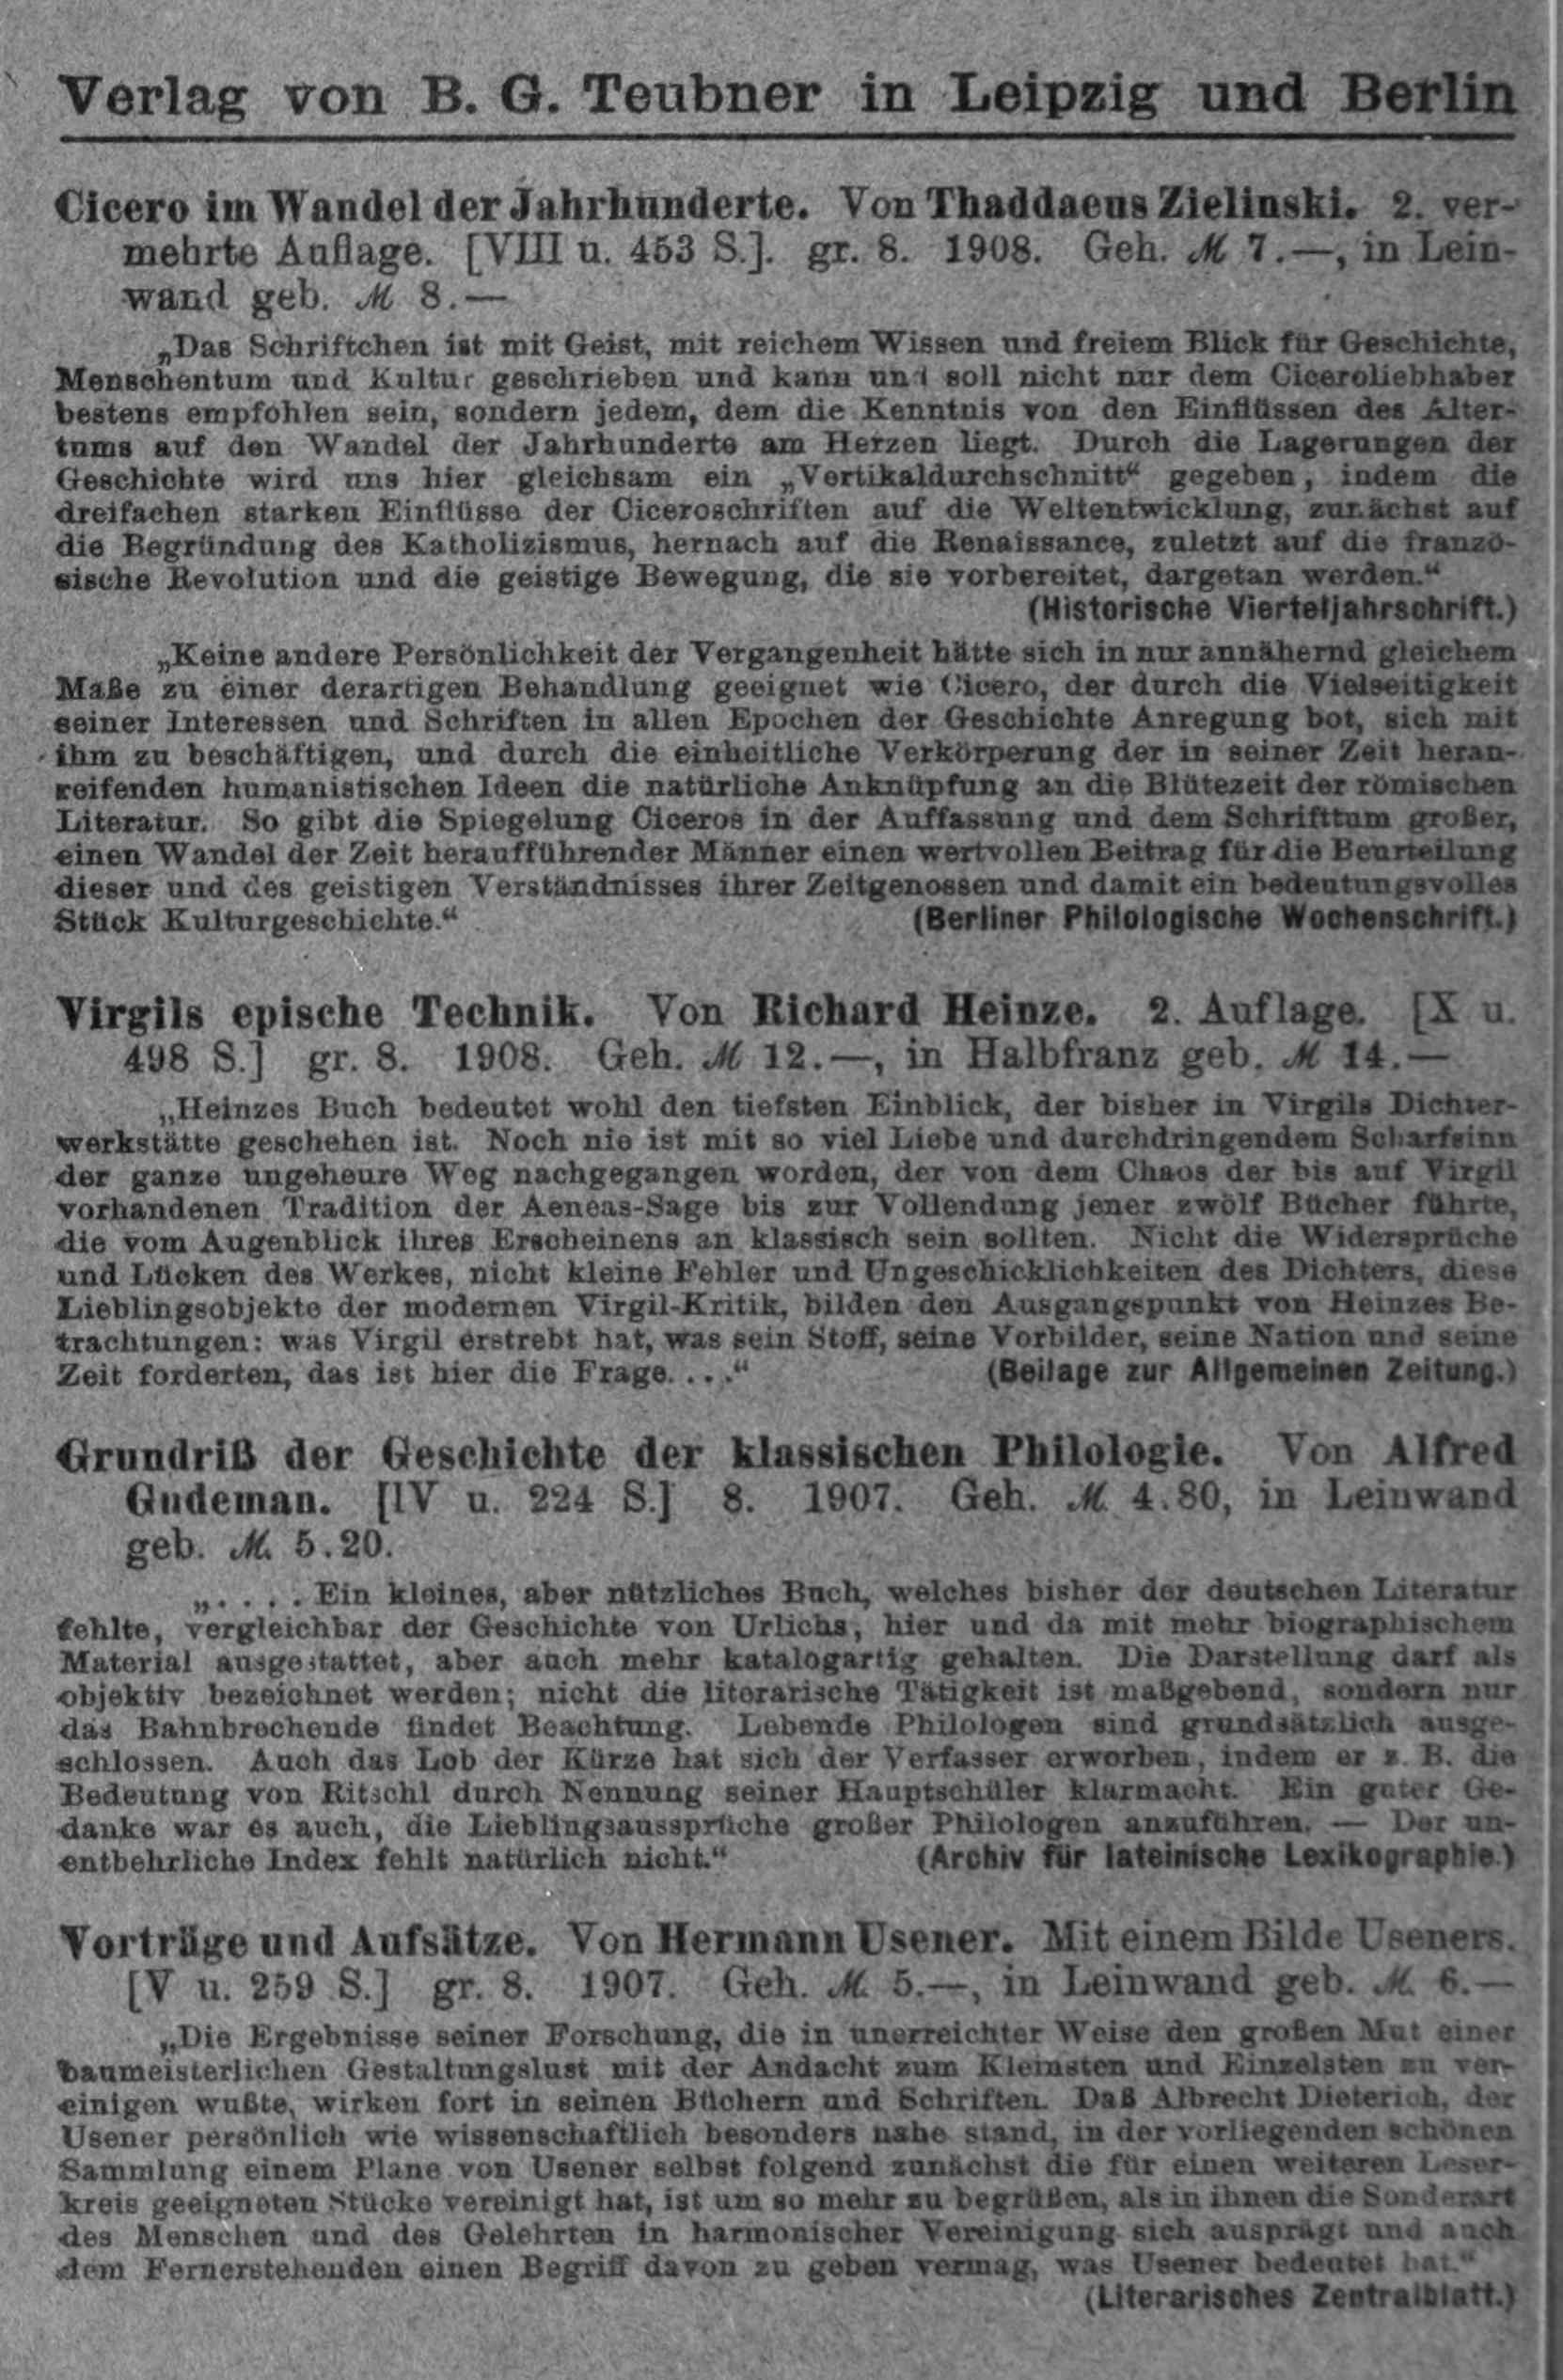 Verlag von B. G. Teubner in Leipzig und Berlin
Cicero im Wandel der Jahrhunderte. Von Thaddaeus Zielinski. 2. ver-
mehrte Auflage. [VIII u. 453 S.]. gr. 8. 1908. Geh. ℳ 7.—, in Lein-
wand geb. ℳ 8.—
„Das Schriftchen ist mit Geist, mit reichem Wissen und freiem Blick für Geschichte,
Menschentum und Kultur geschrieben und kann und soll nicht nur dem Ciceroliebhaber
bestens empfohlen sein, sondern jedem, dem die Kenntnis von den Einflüssen des Alter-
tums auf den Wandel der Jahrhunderte am Herzen liegt. Durch die Lagerungen der
Geschichte wird uns hier gleichsam ein „Vertikaldurchschnitt“ gegeben, indem die
dreifachen starken Einflüsse der Ciceroschriften auf die Weltentwicklung, zunächst auf
die Begründung des Katholizismus, hernach auf die Renaissance, zuletzt auf die franzö-
sische Revolution und die geistige Bewegung, die sie vorbereitet, dargetan werden.“
(Historische Vierteljahrschrift.)
„Keine andere Persönlichkeit der Vergangenheit hätte sich in nur annähernd gleichem
Maße zu einer derartigen Behandlung geeignet wie Cicero, der durch die Vielseitigkeit
seiner Interessen und Schriften in allen Epochen der Geschichte Anregung bot, sich mit
ihm zu beschäftigen, und durch die einheitliche Verkörperung der in seiner Zeit heran-
reifenden humanistischen Ideen die natürliche Anknüpfung an die Blütezeit der römischen
Literatur. So gibt die Spiegelung Ciceros in der Auffassung und dem Schrifttum großer,
einen Wandel der Zeit heraufführender Männer einen wertvollen Beitrag für die Beurteilung
dieser und des geistigen Verständnisses ihrer Zeitgenossen und damit ein bedeutungsvolles
Stück Kulturgeschichte.“ (Berliner Philologische Wochenschrift.)
Virgils epische Technik. Von Richard Heinze. 2. Auflage. [X u.
498 S.] gr. 8. 1908. Geh. ℳ 12.—, in Halbfranz geb. ℳ 14.—
„Heinzes Buch bedeutet wohl den tiefsten Einblick, der bisher in Virgils Dichter-
werkstätte geschehen ist. Noch nie ist mit so viel Liebe und durchdringendem Scharfsinn
der ganze ungeheure Weg nachgegangen worden, der von dem Chaos der bis auf Virgil
vorhandenen Tradition der Aeneas-Sage bis zur Vollendung jener zwölf Bücher führte,
die vom Augenblick ihres Erscheinens an klassisch sein sollten. Nicht die Widersprüche
und Lücken des Werkes, nicht kleine Fehler und Ungeschicklichkeiten des Dichters, diese
Lieblingsobjekte der modernen Virgil-Kritik, bilden den Ausgangspunkt von Heinzes Be-
trachtungen: was Virgil erstrebt hat, was sein Stoff, seine Vorbilder, seine Nation und seine
Zeit forderten, das ist hier die Frage. . . .“ (Beilage zur Allgemeinen Zeitung.)
Grundriß der Geschichte der klassischen Philologie. Von Alfred
Gudeman. [IV u. 224 S.] 8. 1907. Geh. ℳ. 4.80, in Leinwand
geb. ℳ. 5.20.
„. . . . Ein kleines, aber nützliches Buch, welches bisher der deutschen Literatur
fehlte, vergleichbar der Geschichte von Urlichs, hier und da mit mehr biographischem
Material ausgestattet, aber auch mehr katalogartig gehalten. Die Darstellung darf als
objektiv bezeichnet werden; nicht die literarische Tätigkeit ist maßgebend, sondern nur
das Bahnbrechende findet Beachtung. Lebende Philologen sind grundsätzlich ausge-
schlossen. Auch das Lob der Kürze hat sich der Verfasser erworben, indem er z. B. die
Bedeutung von Ritschl durch Nennung seiner Hauptschüler klarmacht. Ein guter Ge-
danke war es auch, die Lieblingsaussprüche großer Philologen anzuführen. — Der un-
entbehrliche Index fehlt natürlich nicht.“ (Archiv für lateinische Lexikographie.)
Vorträge und Aufsätze. Von Hermann Usener. Mit einem Bilde Useners.
[V u. 259 S.] gr. 8. 1907. Geh. ℳ. 5.—, in Leinwand geb. ℳ. 6.—
„Die Ergebnisse seiner Forschung, die in unerreichter Weise den großen Mut einer
baumeisterlichen Gestaltungslust mit der Andacht zum Kleinsten und Einzelsten zu ver-
einigen wußte, wirken fort in seinen Büchern und Schriften. Daß Albrecht Dieterich, der
Usener persönlich wie wissenschaftlich besonders nahe stand, in der vorliegenden schönen
Sammlung einem Plane von Usener selbst folgend zunächst die für einen weiteren Leser-
kreis geeigneten Stücke vereinigt hat, ist um so mehr zu begrüßen, als in ihnen die Sonderart
des Menschen und des Gelehrten in harmonischer Vereinigung sich ausprägt und auch
dem Fernerstehenden einen Begriff davon zu geben vermag, was Usener bedeutet hat.“
(Literarisches Zentralblatt.)